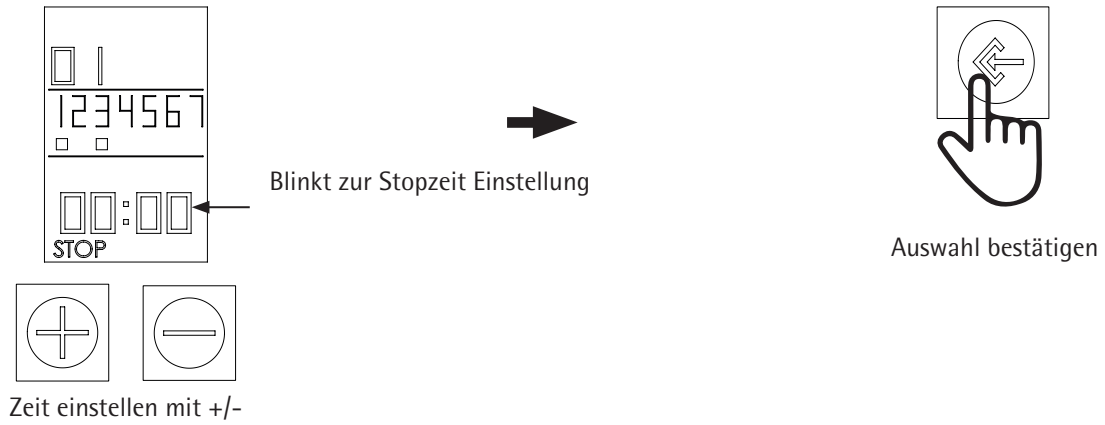 01
1234567
Blinkt zur Stopzeit Einstellung
00:00
STOP
Auswahl bestätigen
Zeit einstellen mit +/-